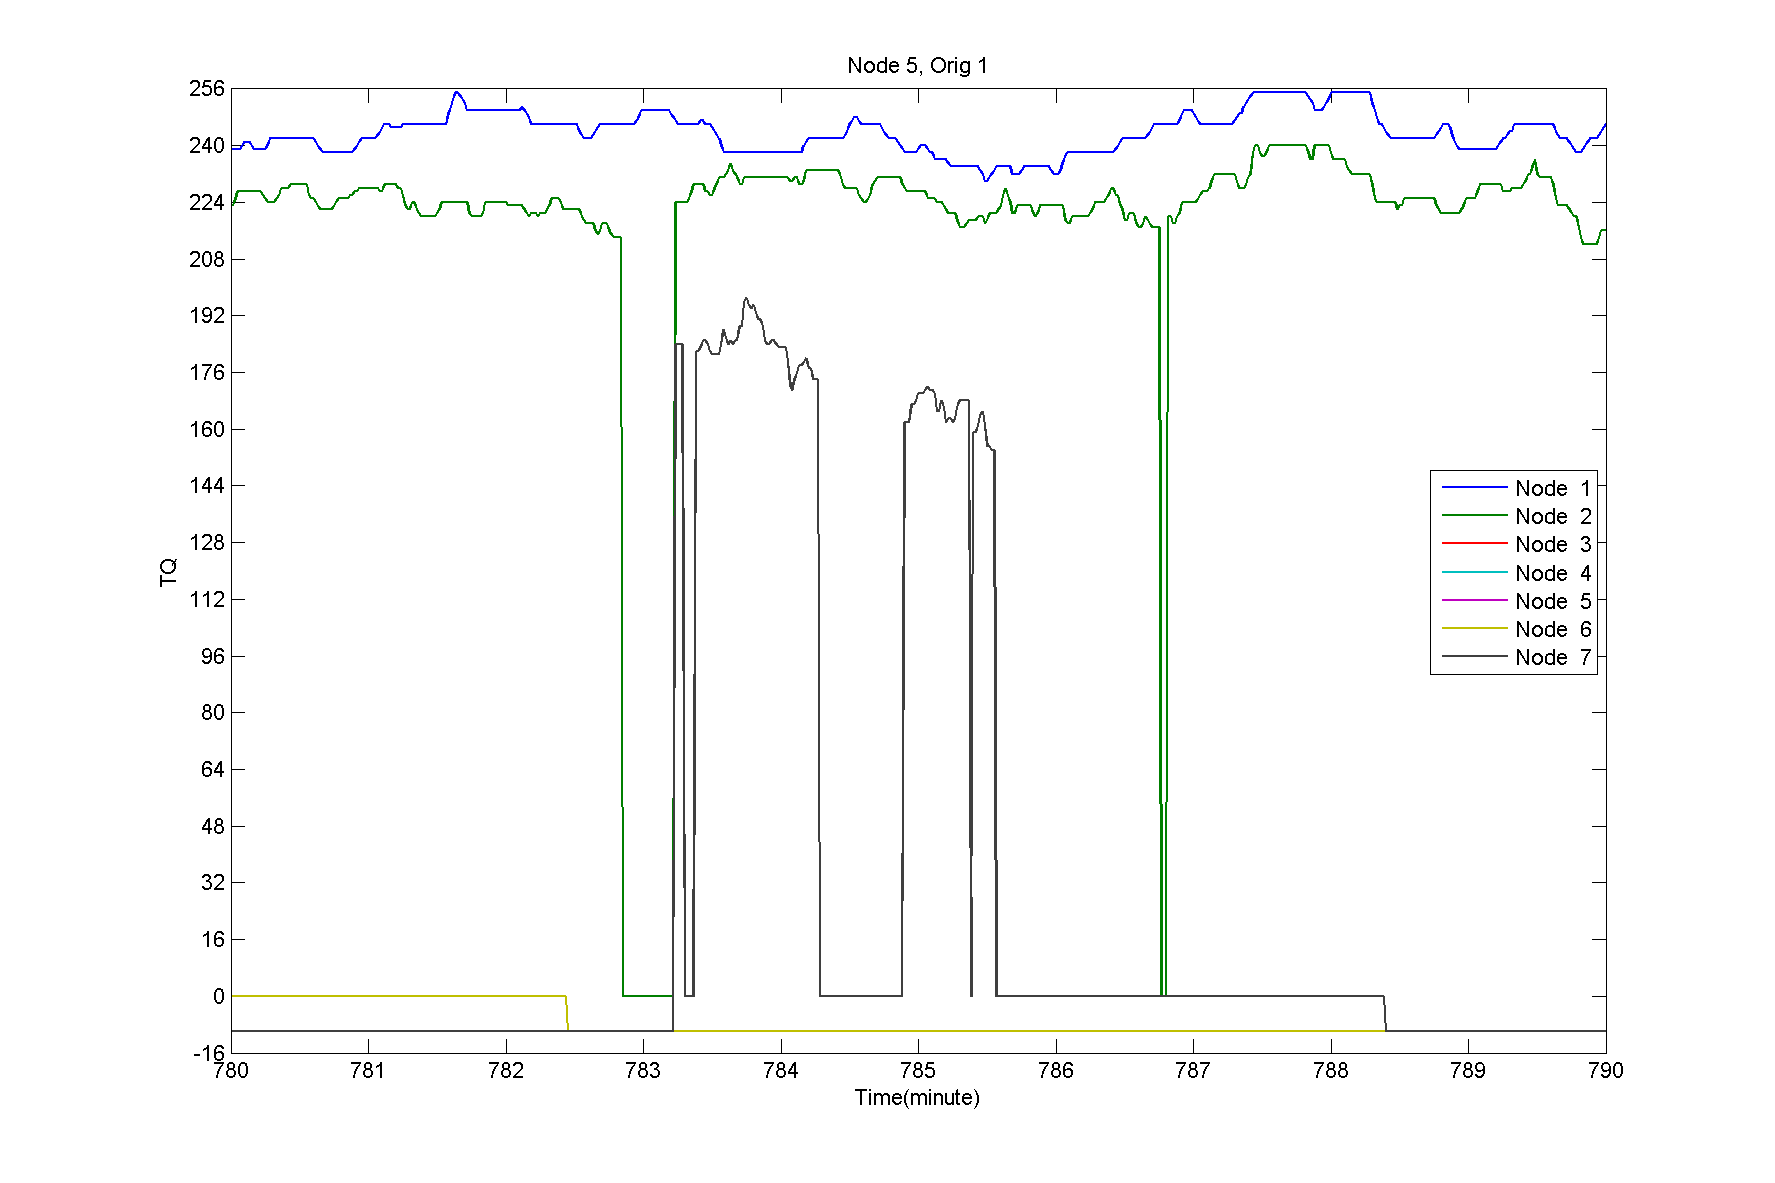 Node 5, Orig 1
256
240
224
208
192
176
160
144
128
112
96
80
64
48
32
16
0
-16
TQ
Node 1
Node 2
Node 3
Node 4
Node 5
Node 6
Node 7
780 781 782 783 784 785 786 787 788 789 790
Time(minute)